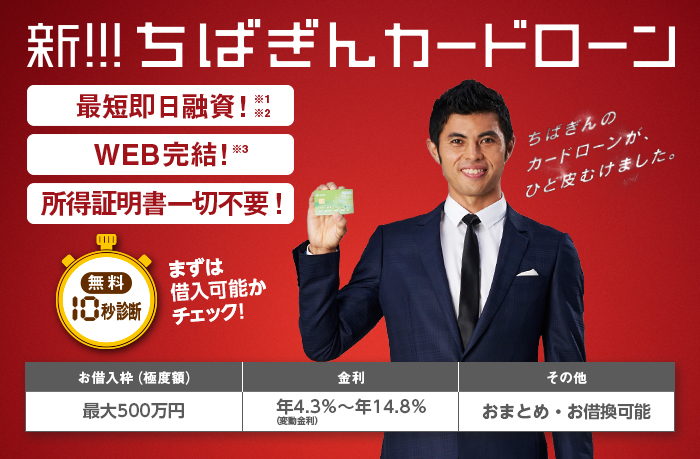 新!!! ちばぎんカードローン
最短即日融資！※1
※2
WEB完結！※3
所得証明書一切不要！
ちばぎんの
カードローンが、
ひと皮むけました。
無料
10秒診断
まずは
借入可能か
チェック!
お借入枠（極度額） 金利 その他
最大500万円 年4.3%～年14.8% おまとめ・お借換可能
（変動金利）